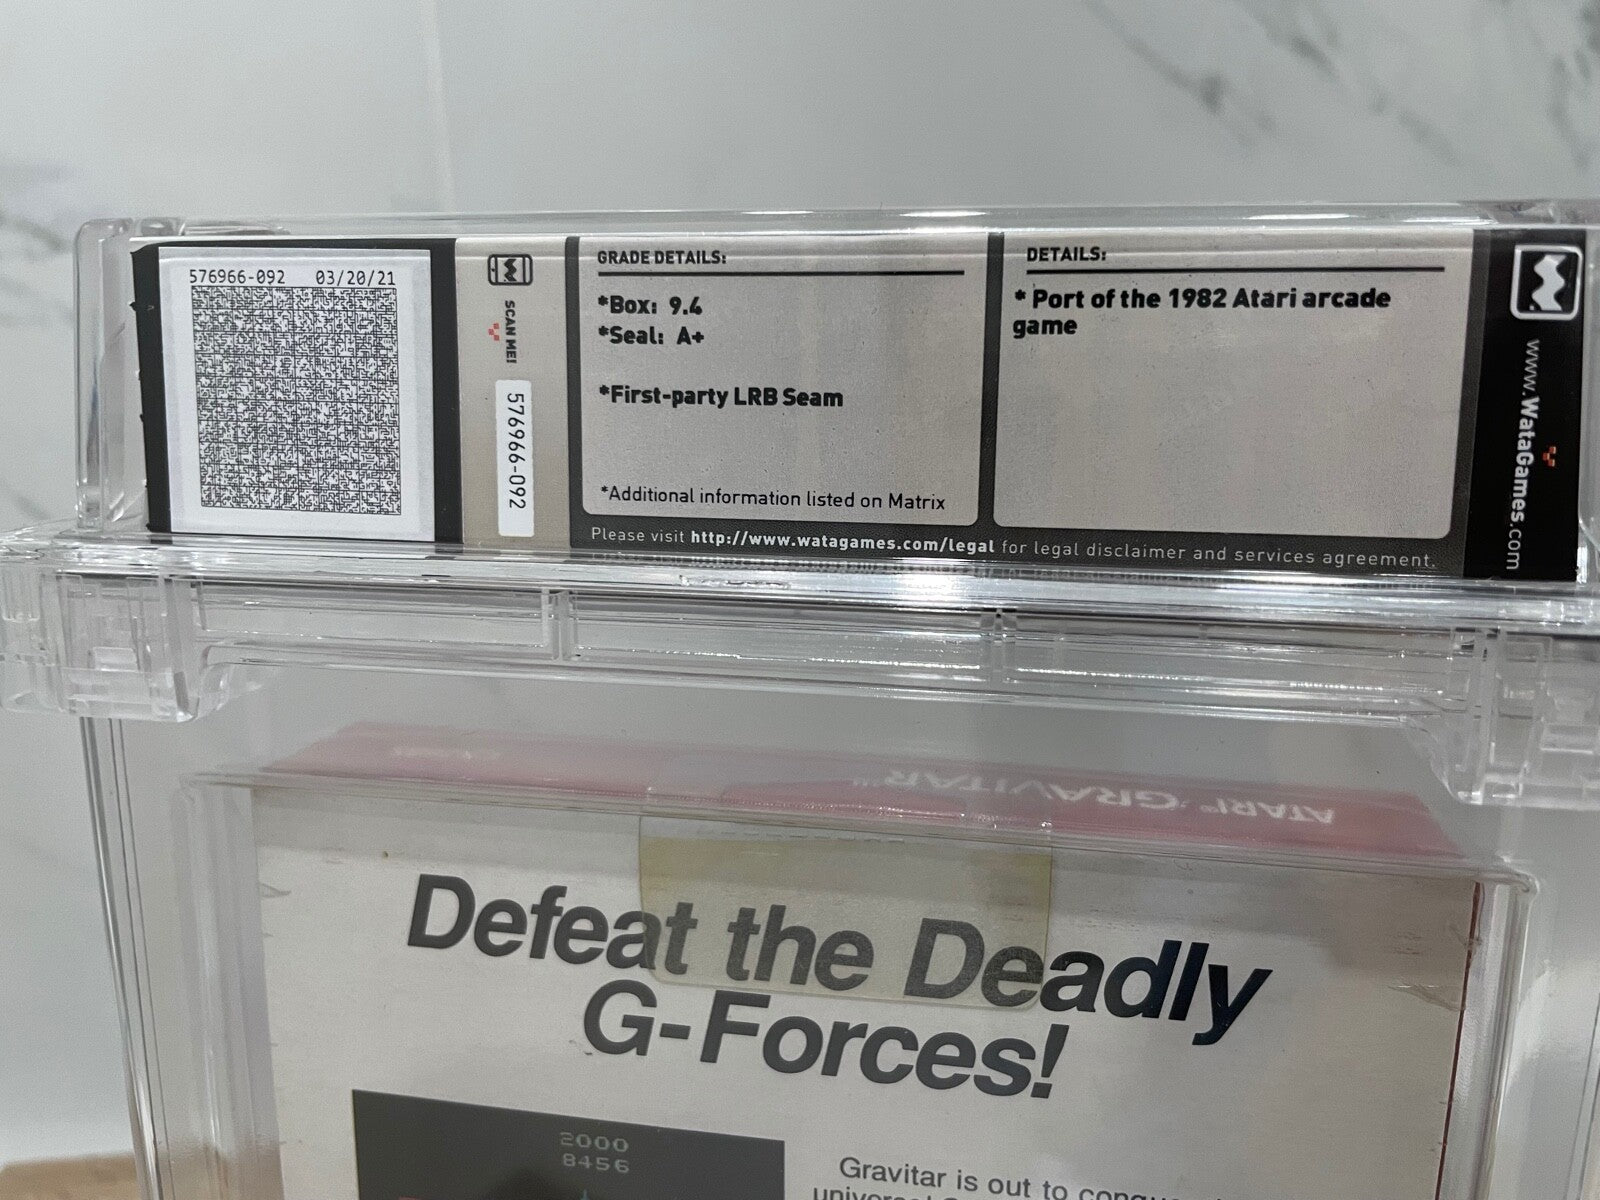 576966-092 03/20/21
SCAN ME!
576966-092
GRADE DETAILS:
*Box: 9.4
*Seal: A+
*First-party LRB Seam
*Additional information listed on Matrix
DETAILS:
* Port of the 1982 Atari arcade
game
Please visit http://www.watagames.com/legal for legal disclaimer and services agreement.
www.WataGames.com
ATARI® GRAVITAR™
Defeat the Deadly
G-Forces!
2000
8456
Gravitar is out to